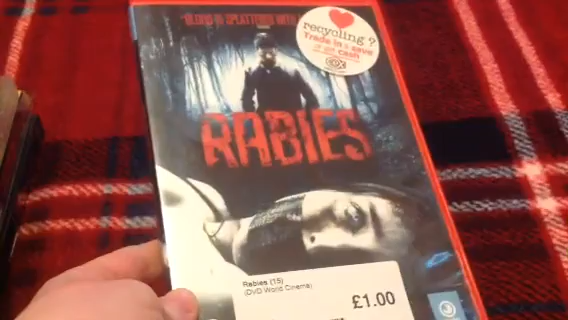 "BLOOD IS SPLATTERED WITH
I
recycling?
Trade in & save
or get cash
CEX
RABIES
Rabies (15)
(DVD World Cinema)
£1.00